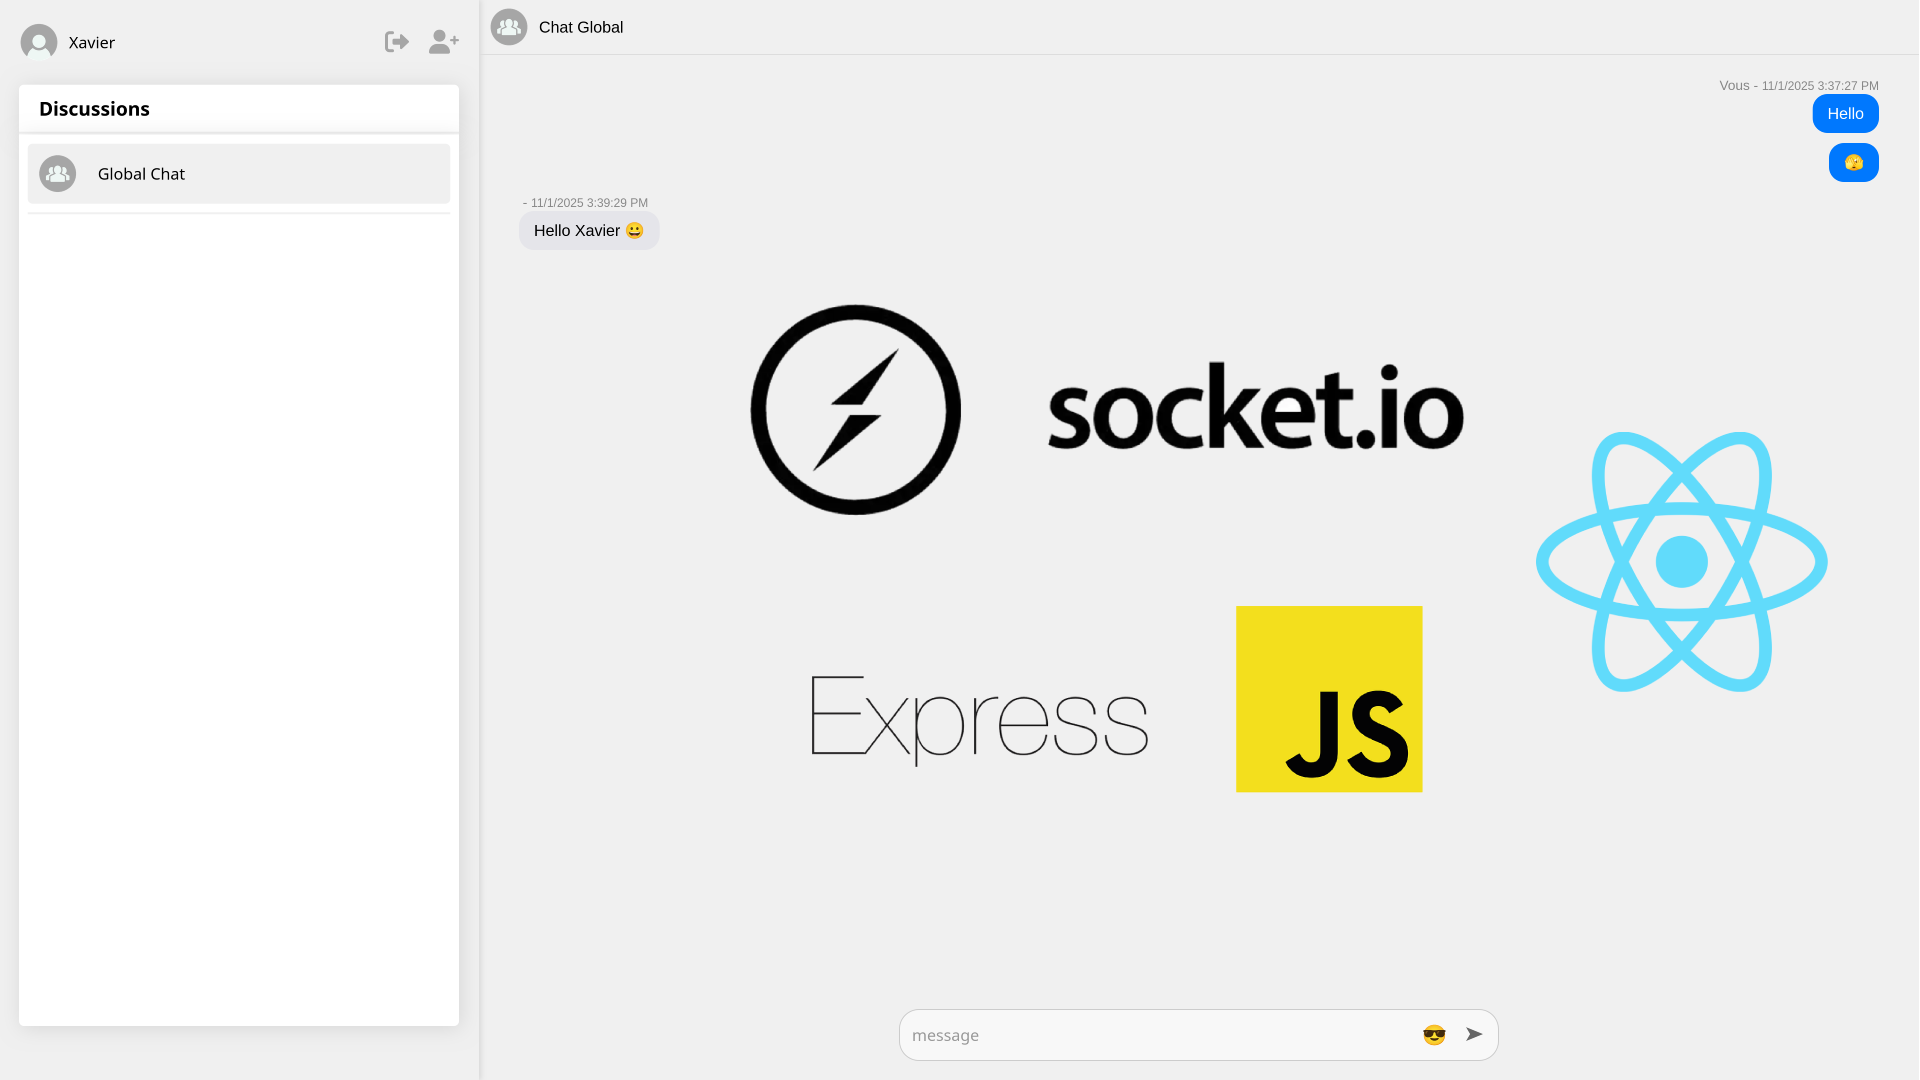 Xavier
Discussions
Global Chat
Chat Global
Vous - 11/1/2025 3:37:27 PM
Hello
🫣
- 11/1/2025 3:39:29 PM
Hello Xavier 😀
socket.io
Express
JS
message